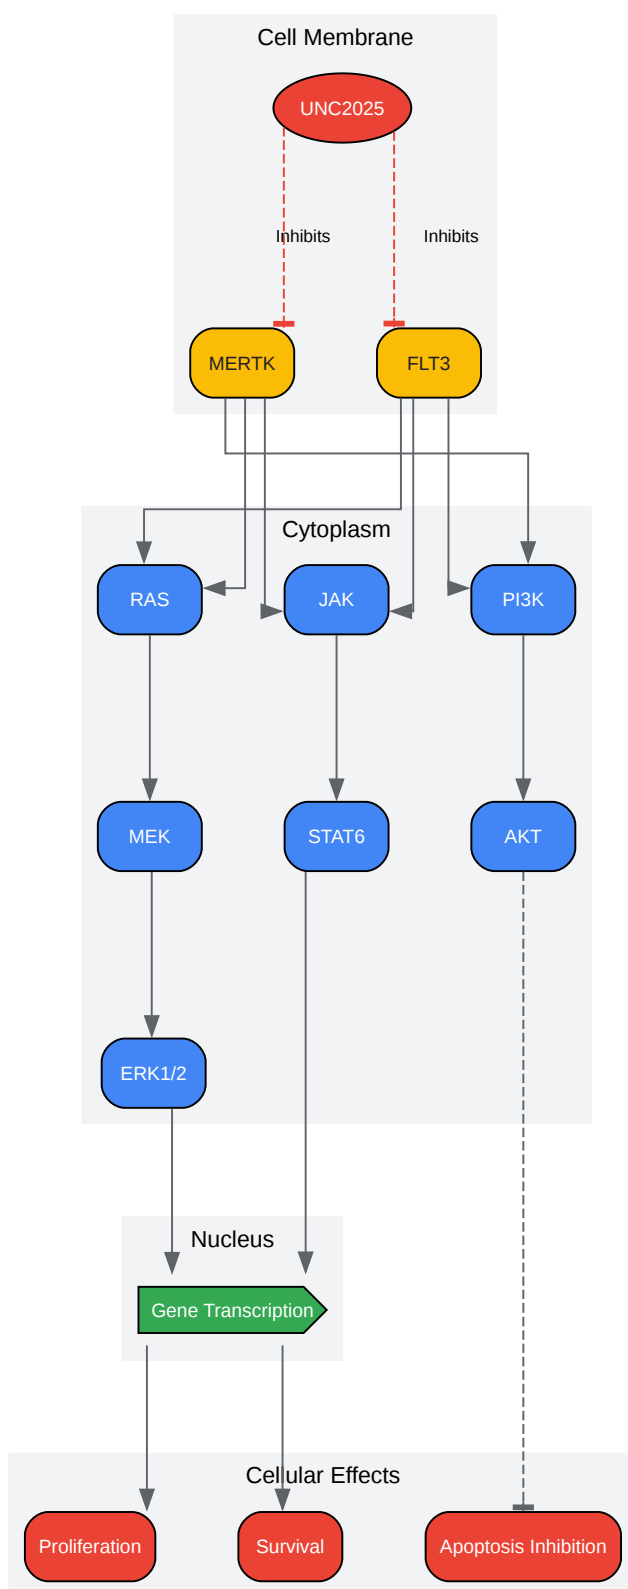 Cell Membrane
UNC2025
Inhibits
Inhibits
MERTK
FLT3
Cytoplasm
RAS
JAK
PI3K
MEK
STAT6
AKT
ERK1/2
Nucleus
Gene Transcription
Cellular Effects
Proliferation
Survival
Apoptosis Inhibition